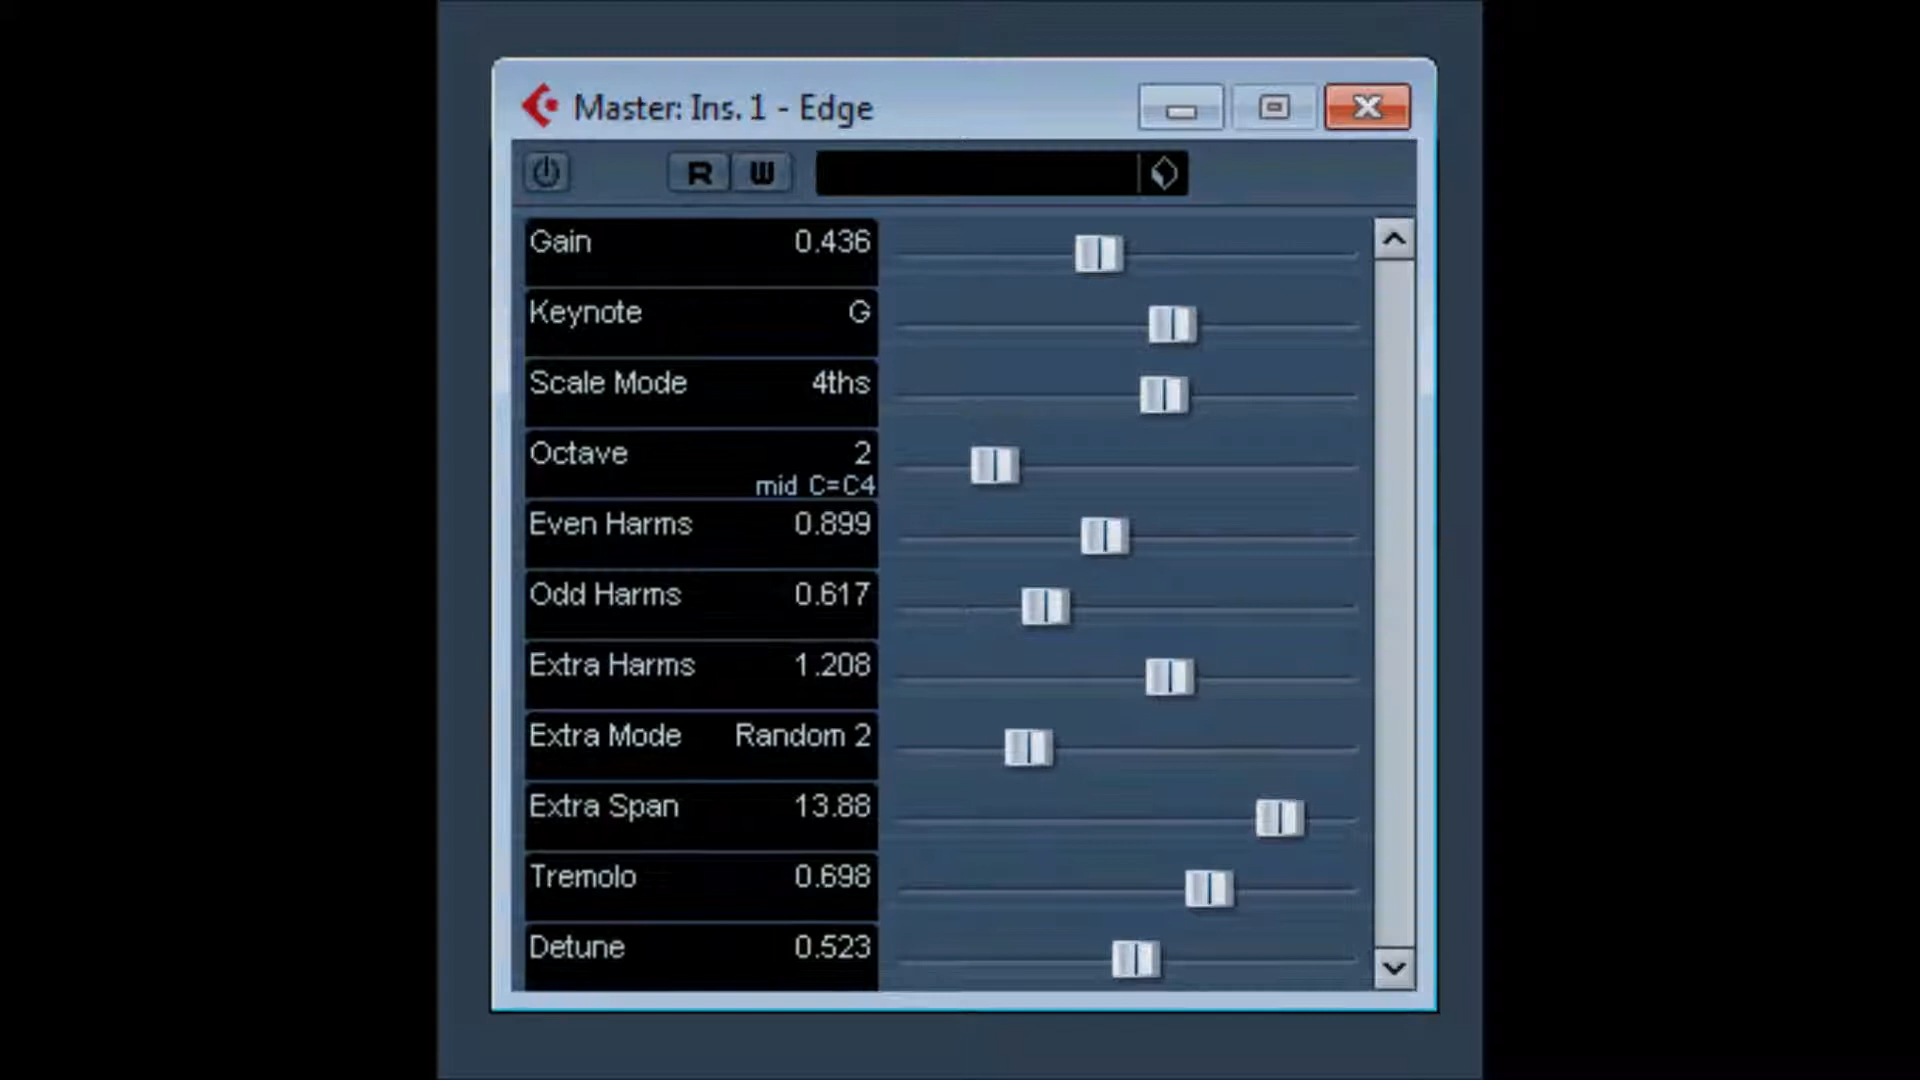 Master: Ins. 1 - Edge
R W
Gain 0.436
Keynote G
Scale Mode 4ths
Octave 2
mid C=C4
Even Harms 0.899
Odd Harms 0.617
Extra Harms 1.208
Extra Mode Random 2
Extra Span 13.88
Tremolo 0.698
Detune 0.523